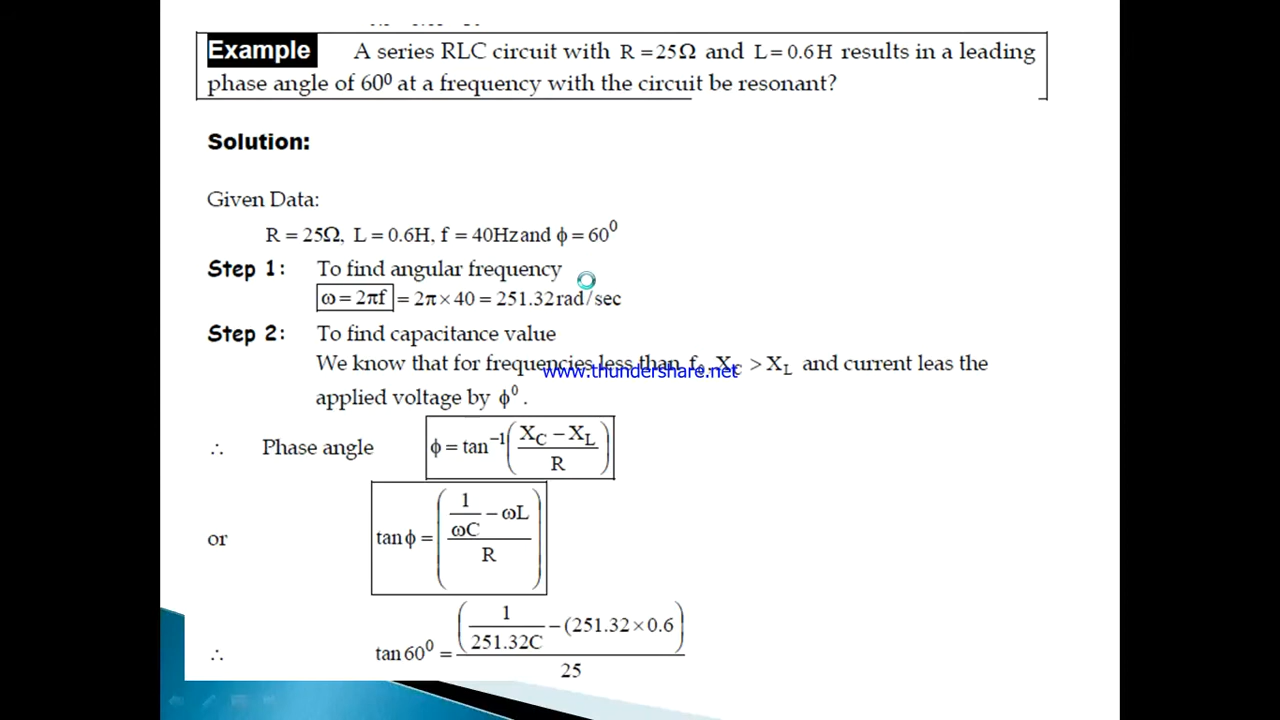 Example A series RLC circuit with R = 25Ω and L = 0.6H results in a leading
phase angle of 60⁰ at a frequency with the circuit be resonant?
Solution:
Given Data:
R = 25Ω, L = 0.6H, f = 40Hz and ϕ = 60⁰
Step 1: To find angular frequency
ω = 2πf = 2π × 40 = 251.32 rad/sec
Step 2: To find capacitance value
We know that for frequencies less than f₀, X_C > X_L and current leas the
www.thundershare.net
applied voltage by ϕ⁰.
∴ Phase angle ϕ = tan⁻¹((X_C − X_L)/R)
or tan ϕ = ((1/ωC − ωL)/R)
∴ tan 60⁰ = (1/251.32C − (251.32 × 0.6)/25